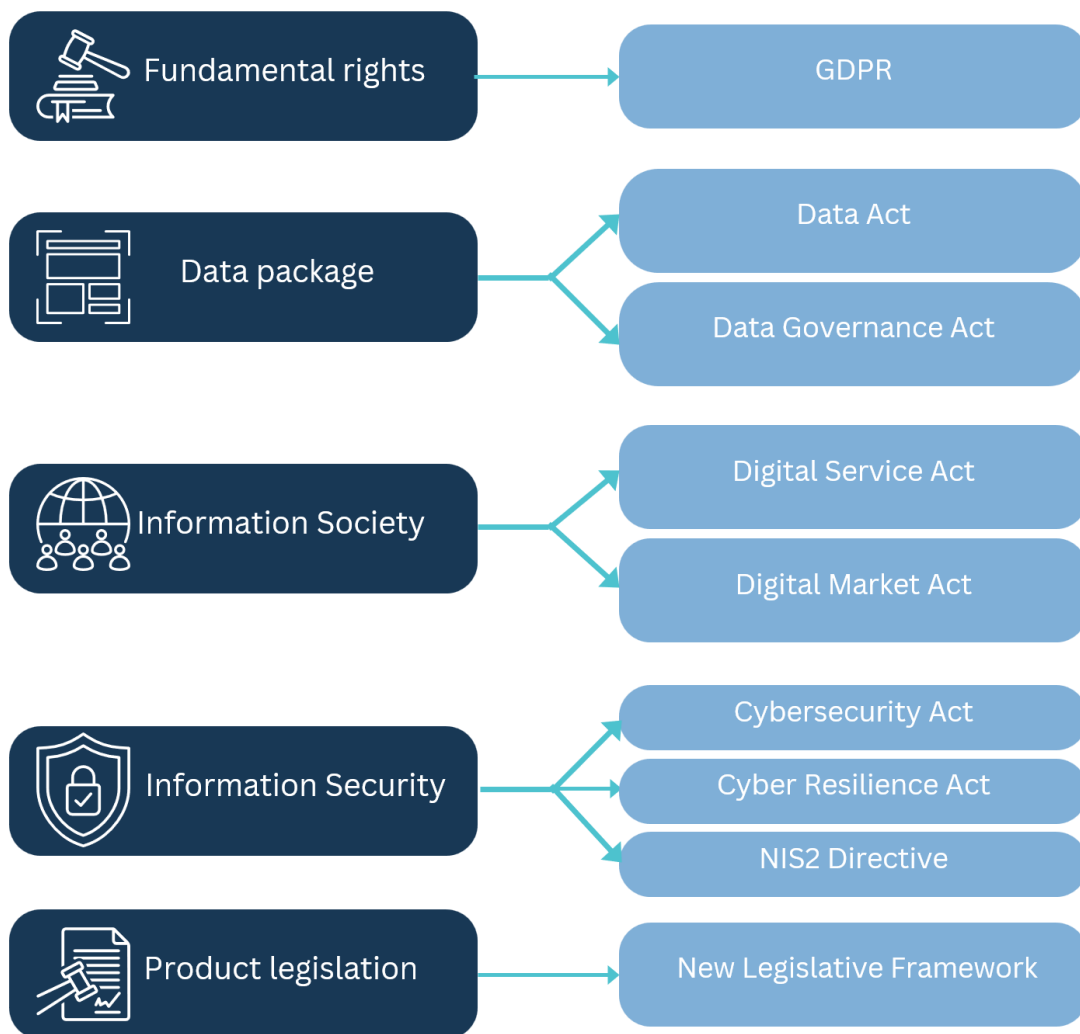 Fundamental rights
GDPR
Data package
Data Act
Data Governance Act
Information Society
Digital Service Act
Digital Market Act
Information Security
Cybersecurity Act
Cyber Resilience Act
NIS2 Directive
Product legislation
New Legislative Framework